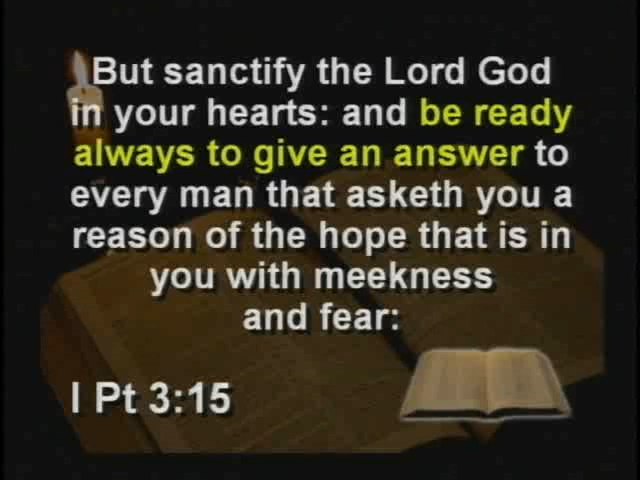 But sanctify the Lord God
in your hearts: and be ready
always to give an answer to
every man that asketh you a
reason of the hope that is in
you with meekness
and fear:
I Pt 3:15